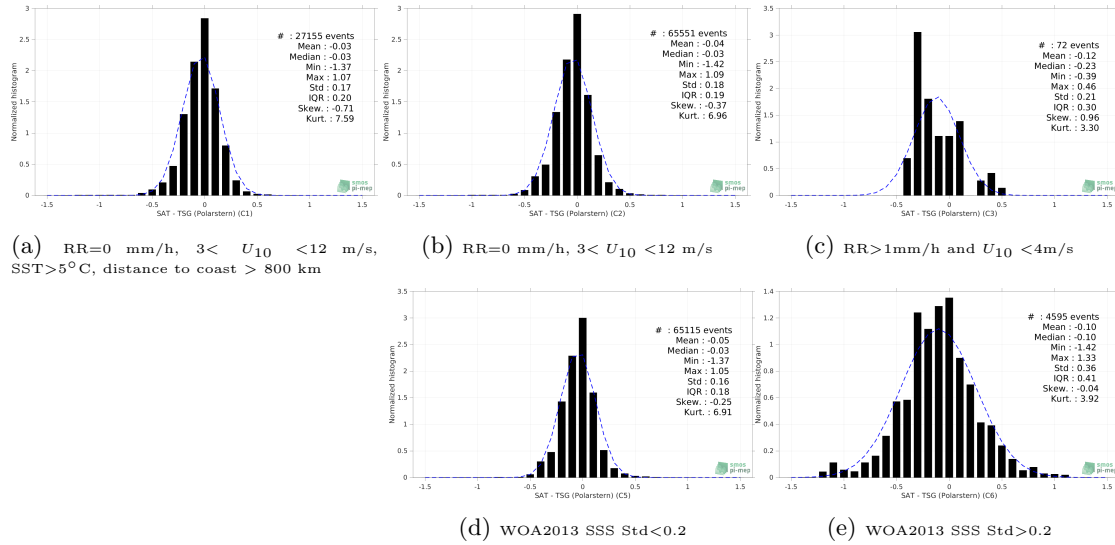 3
2.5
2
1.5
1
0.5
0
Normalized histogram
# : 27155 events
Mean : -0.03
Median : -0.03
Min : -1.37
Max : 1.07
Std : 0.17
IQR : 0.20
Skew. : -0.71
Kurt. : 7.59
smos
pi-mep
-1.5 -1 -0.5 0 0.5 1 1.5
SAT - TSG (Polarstern) (C1)
(a) RR=0 mm/h, 3< U10 <12 m/s,
SST>5°C, distance to coast > 800 km
3
2.5
2
1.5
1
0.5
0
Normalized histogram
# : 65551 events
Mean : -0.04
Median : -0.03
Min : -1.42
Max : 1.09
Std : 0.18
IQR : 0.19
Skew. : -0.37
Kurt. : 6.96
smos
pi-mep
-1.5 -1 -0.5 0 0.5 1 1.5
SAT - TSG (Polarstern) (C2)
(b) RR=0 mm/h, 3< U10 <12 m/s
3.5
3
2.5
2
1.5
1
0.5
0
Normalized histogram
# : 72 events
Mean : -0.12
Median : -0.23
Min : -0.39
Max : 0.46
Std : 0.21
IQR : 0.30
Skew. : 0.96
Kurt. : 3.30
smos
pi-mep
-1.5 -1 -0.5 0 0.5 1 1.5
SAT - TSG (Polarstern) (C3)
(c) RR>1mm/h and U10 <4m/s
3.5
3
2.5
2
1.5
1
0.5
0
Normalized histogram
# : 65115 events
Mean : -0.05
Median : -0.03
Min : -1.37
Max : 1.05
Std : 0.16
IQR : 0.18
Skew. : -0.25
Kurt. : 6.91
smos
pi-mep
-1.5 -1 -0.5 0 0.5 1 1.5
SAT - TSG (Polarstern) (C5)
(d) WOA2013 SSS Std<0.2
1.4
1.2
1
0.8
0.6
0.4
0.2
0
Normalized histogram
# : 4595 events
Mean : -0.10
Median : -0.10
Min : -1.42
Max : 1.33
Std : 0.36
IQR : 0.41
Skew. : -0.04
Kurt. : 3.92
smos
pi-mep
-1.5 -1 -0.5 0 0.5 1 1.5
SAT - TSG (Polarstern) (C6)
(e) WOA2013 SSS Std>0.2